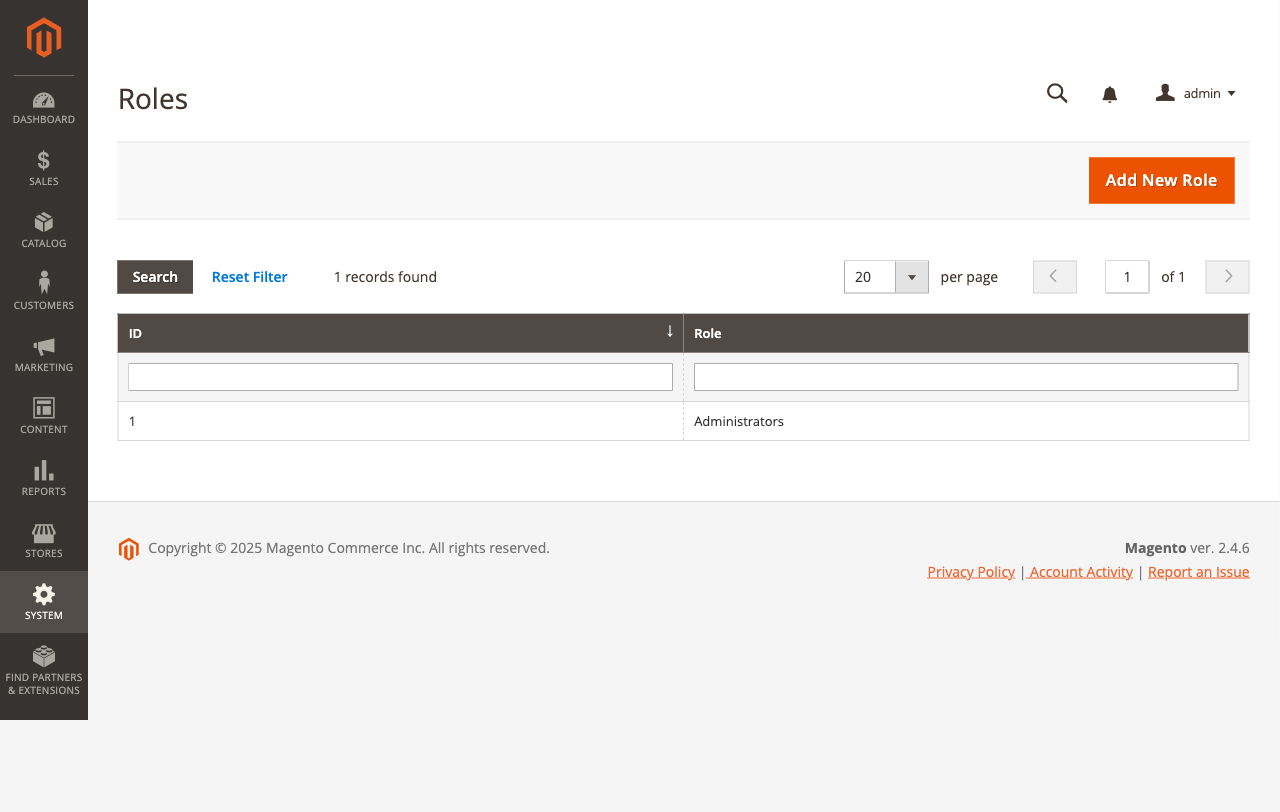 Roles
admin
DASHBOARD
SALES
CATALOG
CUSTOMERS
MARKETING
CONTENT
REPORTS
STORES
SYSTEM
FIND PARTNERS
& EXTENSIONS
Add New Role
Search Reset Filter 1 records found 20 per page 1 of 1
ID ↓ Role
1 Administrators
Copyright © 2025 Magento Commerce Inc. All rights reserved.
Magento ver. 2.4.6
Privacy Policy | Account Activity | Report an Issue